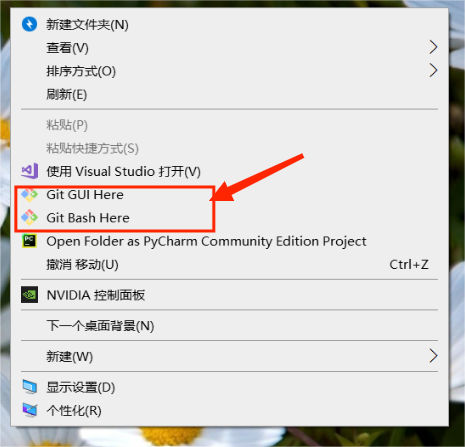 新建文件夹(N)
查看(V)
排序方式(O)
刷新(E)
粘贴(P)
粘贴快捷方式(S)
使用 Visual Studio 打开(V)
Git GUI Here
Git Bash Here
PC
Open Folder as PyCharm Community Edition Project
撤消 移动(U) Ctrl+Z
NVIDIA 控制面板
下一个桌面背景(N)
新建(W)
显示设置(D)
个性化(R)